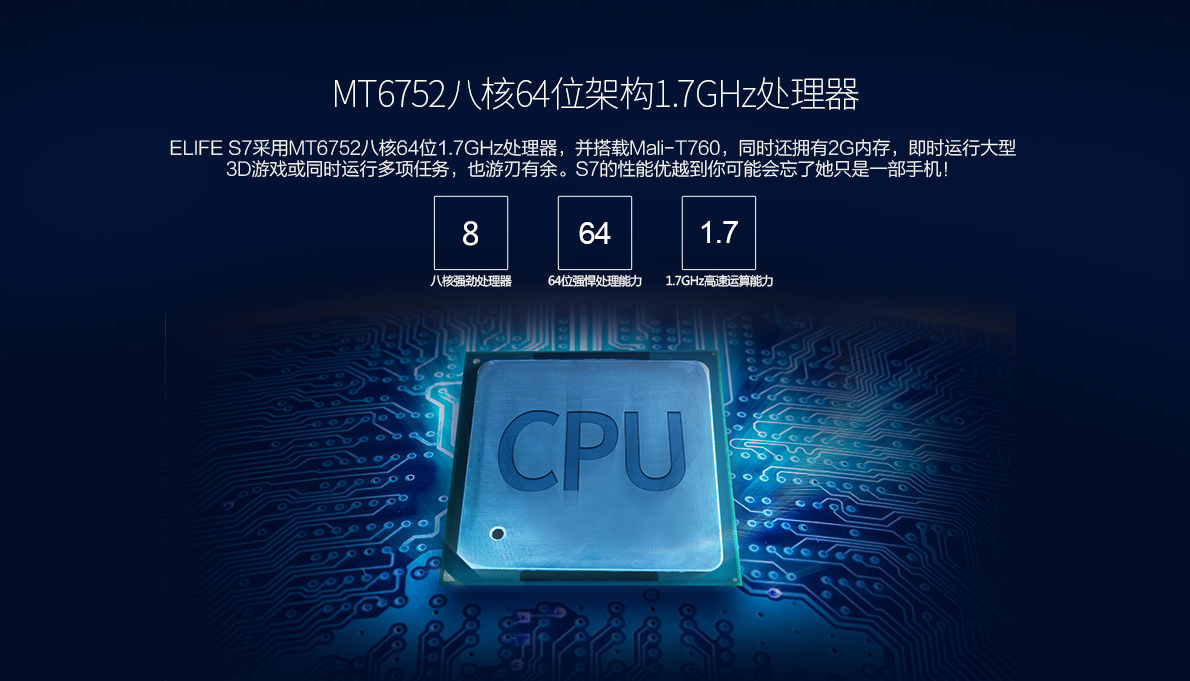 MT6752八核64位架构1.7GHz处理器
ELIFE S7采用MT6752八核64位1.7GHz处理器，并搭载Mali-T760，同时还拥有2G内存，即时运行大型
3D游戏或同时运行多项任务，也游刃有余。S7的性能优越到你可能会忘了她只是一部手机！
8
64
1.7
八核强劲处理器
64位强悍处理能力
1.7GHz高速运算能力
CPU